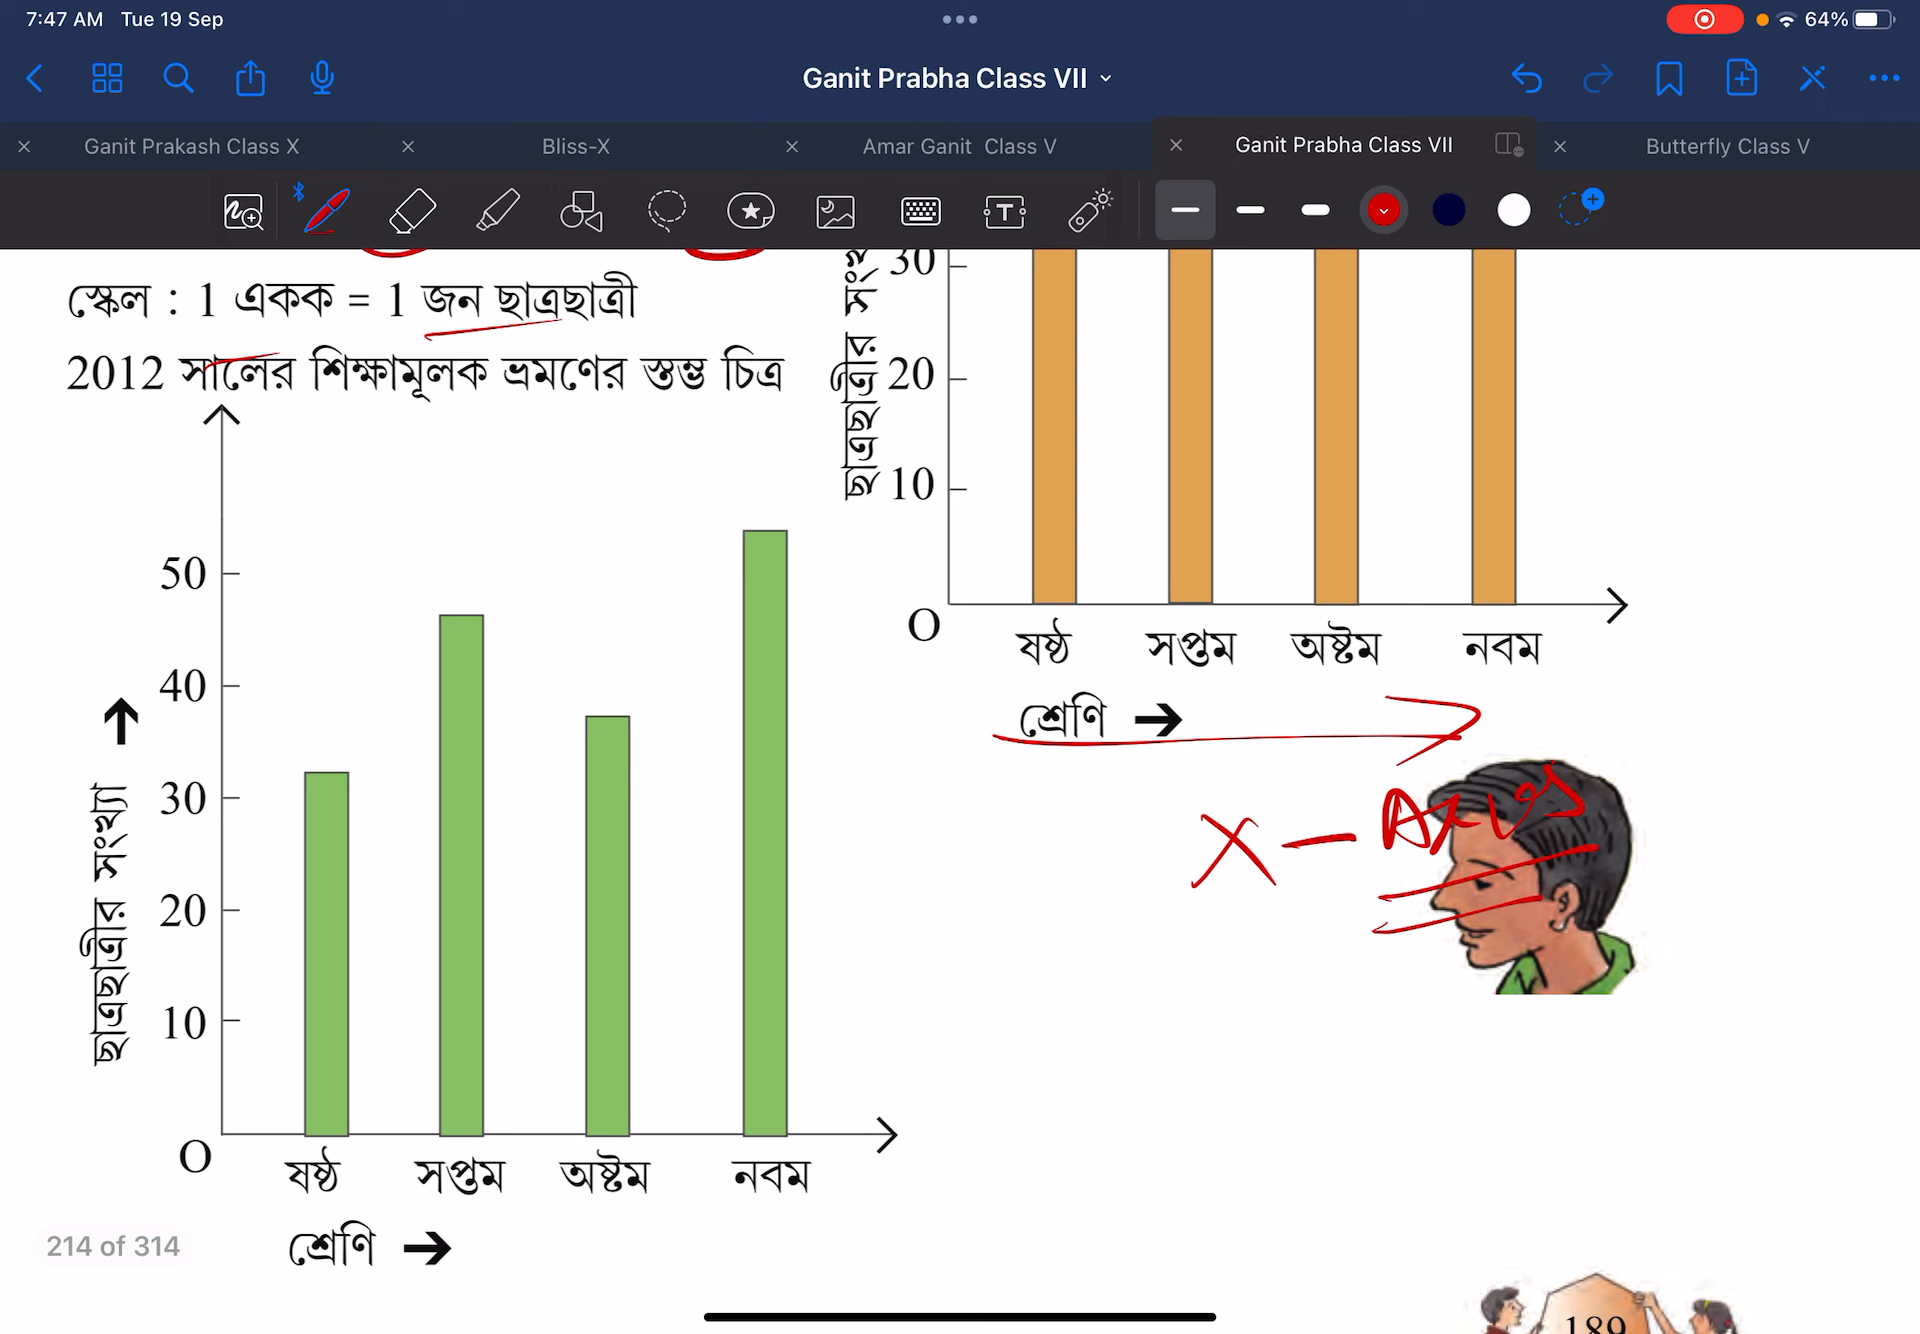 7:47 AM Tue 19 Sep
64%
Ganit Prabha Class VII
Ganit Prakash Class X
Bliss-X
Amar Ganit Class V
Ganit Prabha Class VII
Butterfly Class V
স্কেল : 1 একক = 1 জন ছাত্রছাত্রী
2012 সালের শিক্ষামূলক ভ্রমণের স্তম্ভ চিত্র
50
40
30
20
10
O
ছাত্রছাত্রীর সংখ্যা
ষষ্ঠ সপ্তম অষ্টম নবম
শ্রেণি
30
20
10
O
ছাত্রছাত্রীর
ষষ্ঠ সপ্তম অষ্টম নবম
শ্রেণি
X - Axis
214 of 314
189